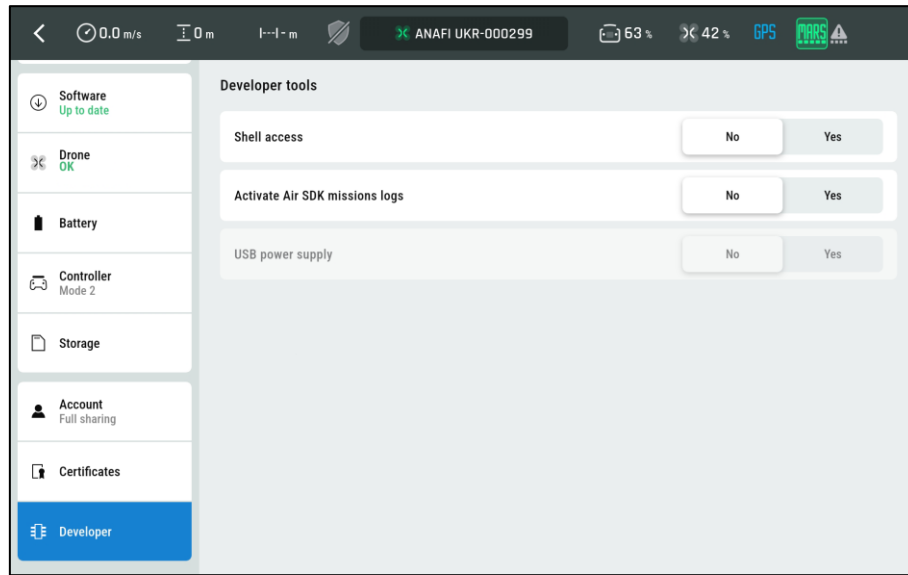 0.0 m/s 0 m - m ANAFI UKR-000299 63 % 42 % GPS MARS
Software
Up to date
Drone
OK
Battery
Controller
Mode 2
Storage
Account
Full sharing
Certificates
Developer
Developer tools
Shell access No Yes
Activate Air SDK missions logs No Yes
USB power supply No Yes